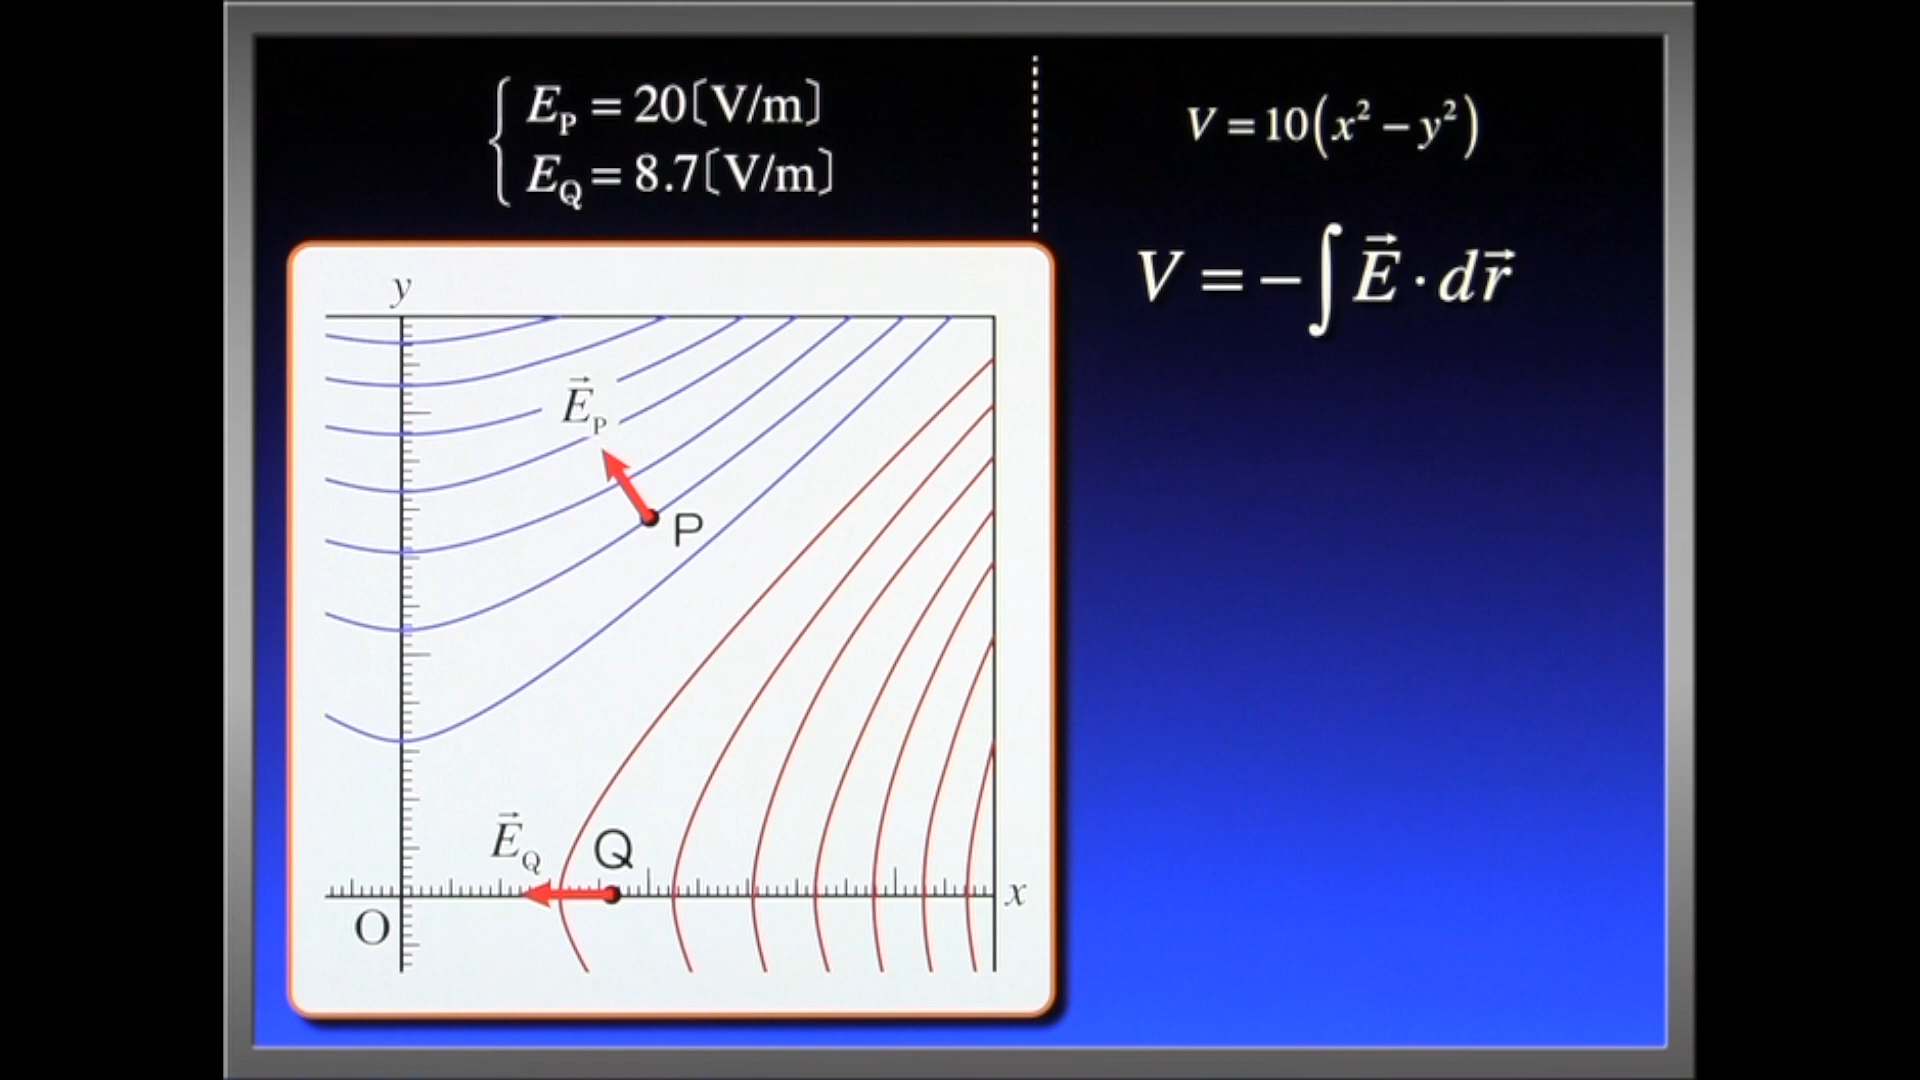 E_P = 20〔V/m〕
E_Q = 8.7〔V/m〕
V = 10(x² − y²)
V = −∫E⃗ · dr⃗
y
E⃗_P
P
E⃗_Q
Q
x
O